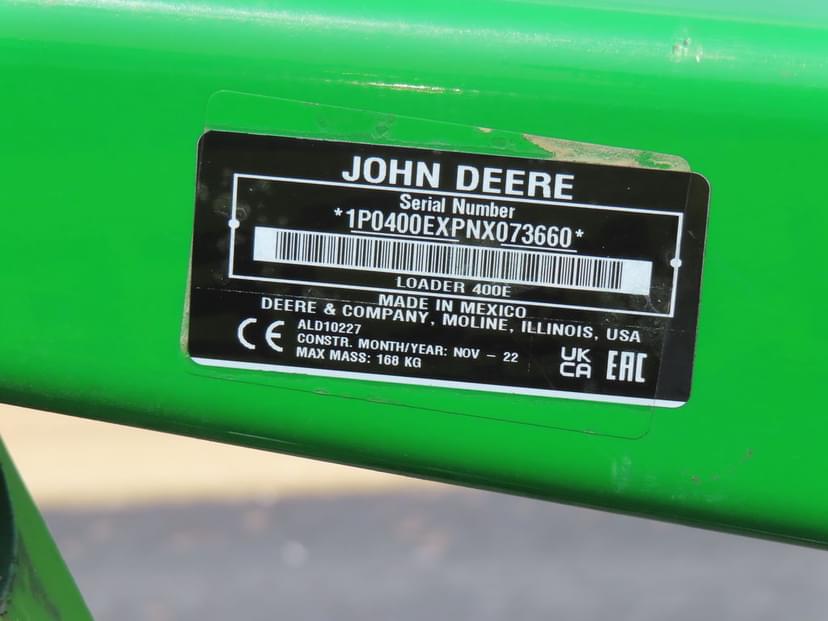 JOHN DEERE
Serial Number
*1P0400EXPNX073660*
LOADER 400E
MADE IN MEXICO
DEERE & COMPANY, MOLINE, ILLINOIS, USA
CE ALD10227
CONSTR. MONTH/YEAR: NOV - 22
MAX MASS: 168 KG
UK
CA
EAC